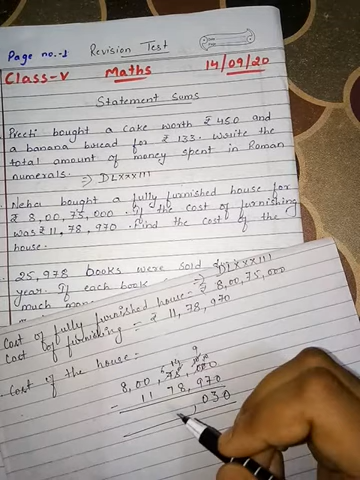 Page no.-1 Revision Test
Class-V Maths 14/09/20
Statement Sums
Preeti bought a cake worth ₹ 450 and
a banana bread for ₹ 133. Write the
total amount of money spent in Roman
numerals. ⇒ DLXXXIII
Neha bought a fully furnished house for
₹ 8,00,75,000. If the cost of furnishing
was ₹ 11,78,970. Find the cost of the
house.
25,978 books were sold
year. If each book
much
⇒ DLXXXIII
Cost of fully furnished house = ₹ 8,00,75,000
Cost of furnishing = ₹ 11,78,970
Cost of the house:
8,00,
11 78,970
,030